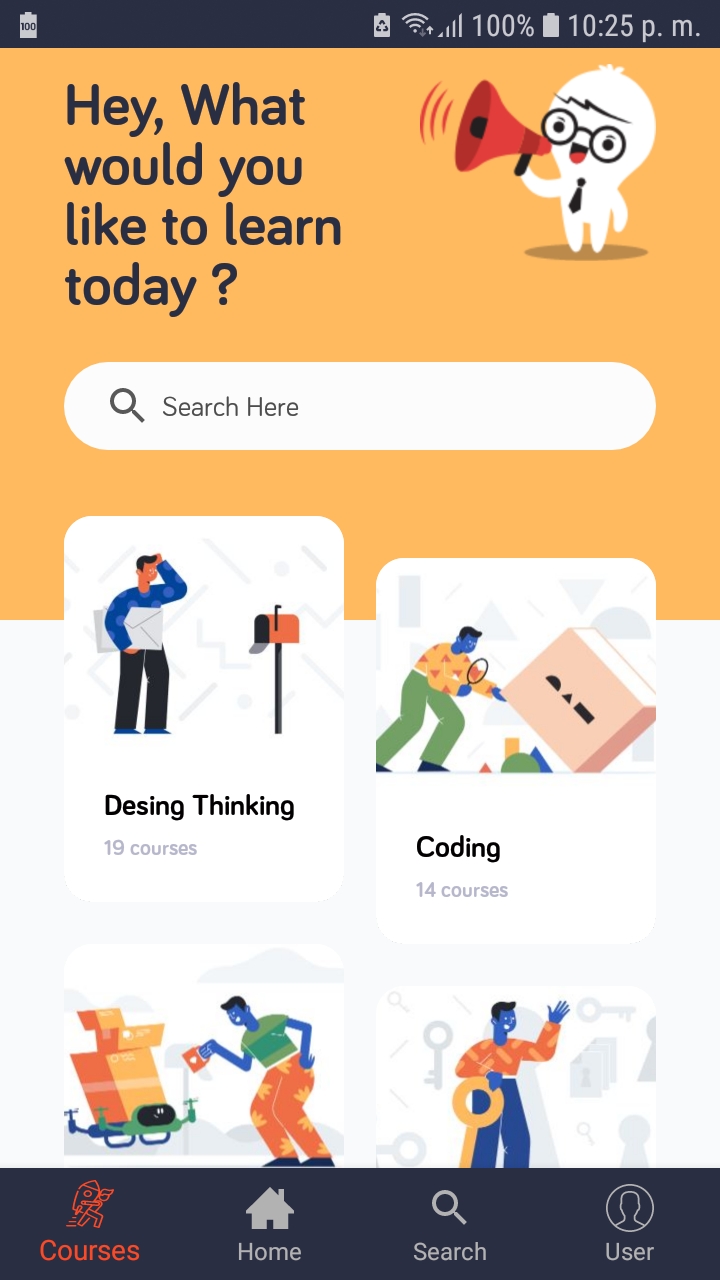 100
100% 10:25 p. m.
Hey, What
would you
like to learn
today ?
Search Here
Desing Thinking
19 courses
Coding
14 courses
Courses
Home
Search
User